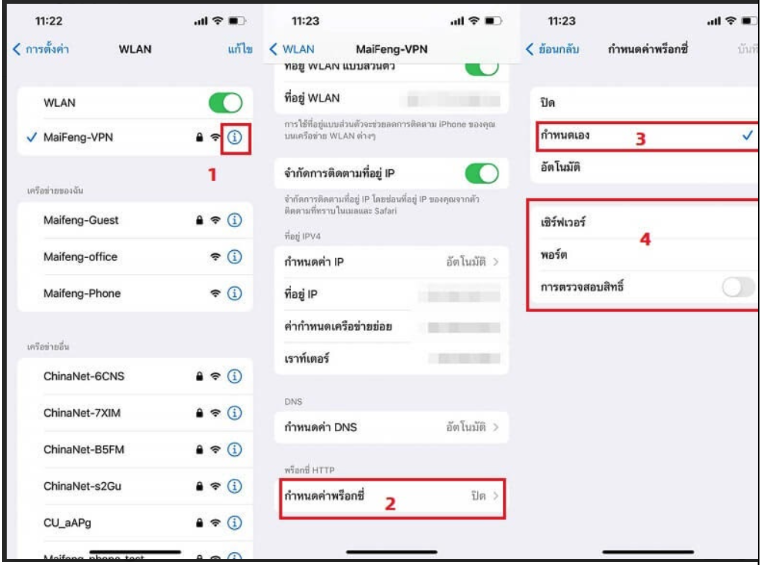 11:22
การตั้งค่า
WLAN
แก้ไข
WLAN
MaiFeng-VPN
1
เครือข่ายของฉัน
Maifeng-Guest
Maifeng-office
Maifeng-Phone
เครือข่ายอื่น
ChinaNet-6CNS
ChinaNet-7XIM
ChinaNet-B5FM
ChinaNet-s2Gu
CU_aAPg
Maifeng-phone-test
11:23
WLAN
MaiFeng-VPN
ที่อยู่ WLAN แบบส่วนตัว
ที่อยู่ WLAN
การใช้ที่อยู่แบบส่วนตัวจะช่วยลดการติดตาม iPhone ของคุณ
บนเครือข่าย WLAN ต่างๆ
จำกัดการติดตามที่อยู่ IP
จำกัดการติดตามที่อยู่ IP โดยซ่อนที่อยู่ IP ของคุณจากตัว
ติดตามที่ทราบในเมลและ Safari
ที่อยู่ IPV4
กำหนดค่า IP
อัตโนมัติ
ที่อยู่ IP
ค่ากำหนดเครือข่ายย่อย
เราท์เตอร์
DNS
กำหนดค่า DNS
อัตโนมัติ
พร็อกซี่ HTTP
กำหนดค่าพร็อกซี่
ปิด
2
11:23
ย้อนกลับ
กำหนดค่าพร็อกซี่
ปิด
กำหนดเอง
3
อัตโนมัติ
เซิร์ฟเวอร์
4
พอร์ต
การตรวจสอบสิทธิ์